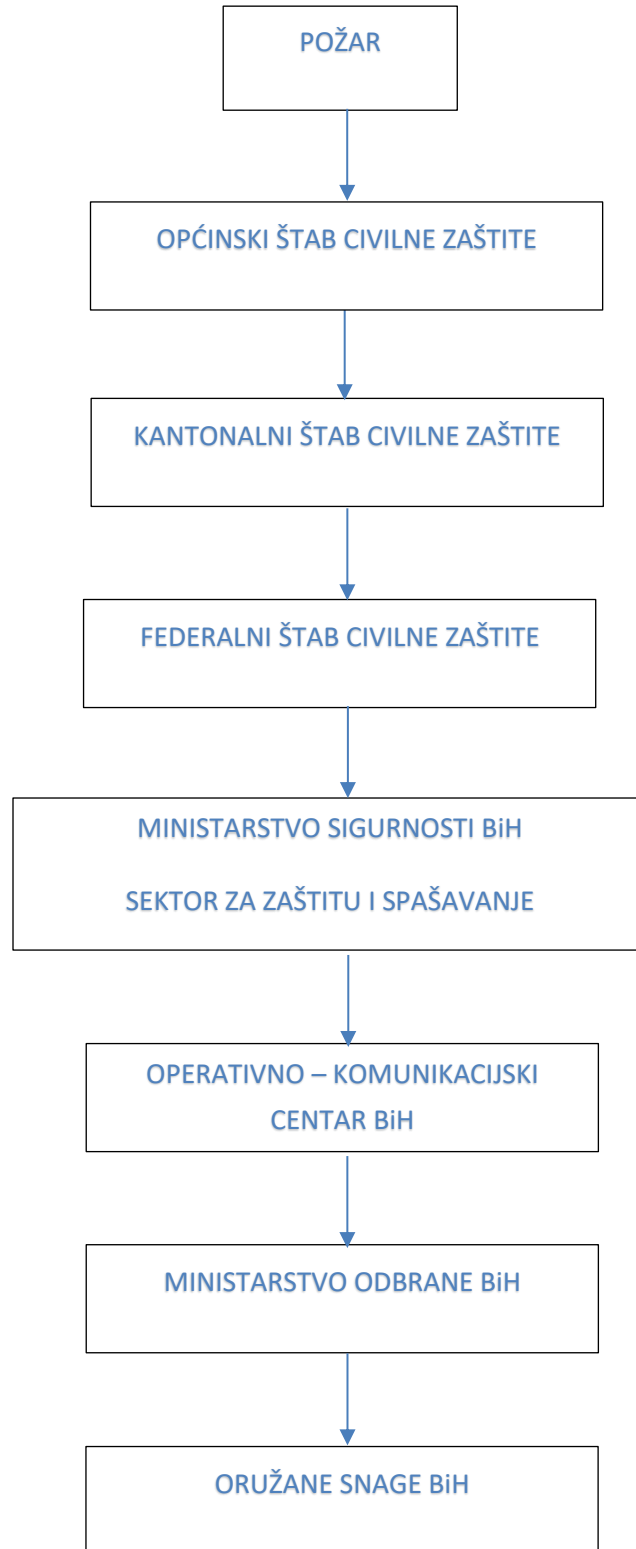 POŽAR
OPĆINSKI ŠTAB CIVILNE ZAŠTITE
KANTONALNI ŠTAB CIVILNE ZAŠTITE
FEDERALNI ŠTAB CIVILNE ZAŠTITE
MINISTARSTVO SIGURNOSTI BiH
SEKTOR ZA ZAŠTITU I SPAŠAVANJE
OPERATIVNO – KOMUNIKACIJSKI
CENTAR BiH
MINISTARSTVO ODBRANE BiH
ORUŽANE SNAGE BiH